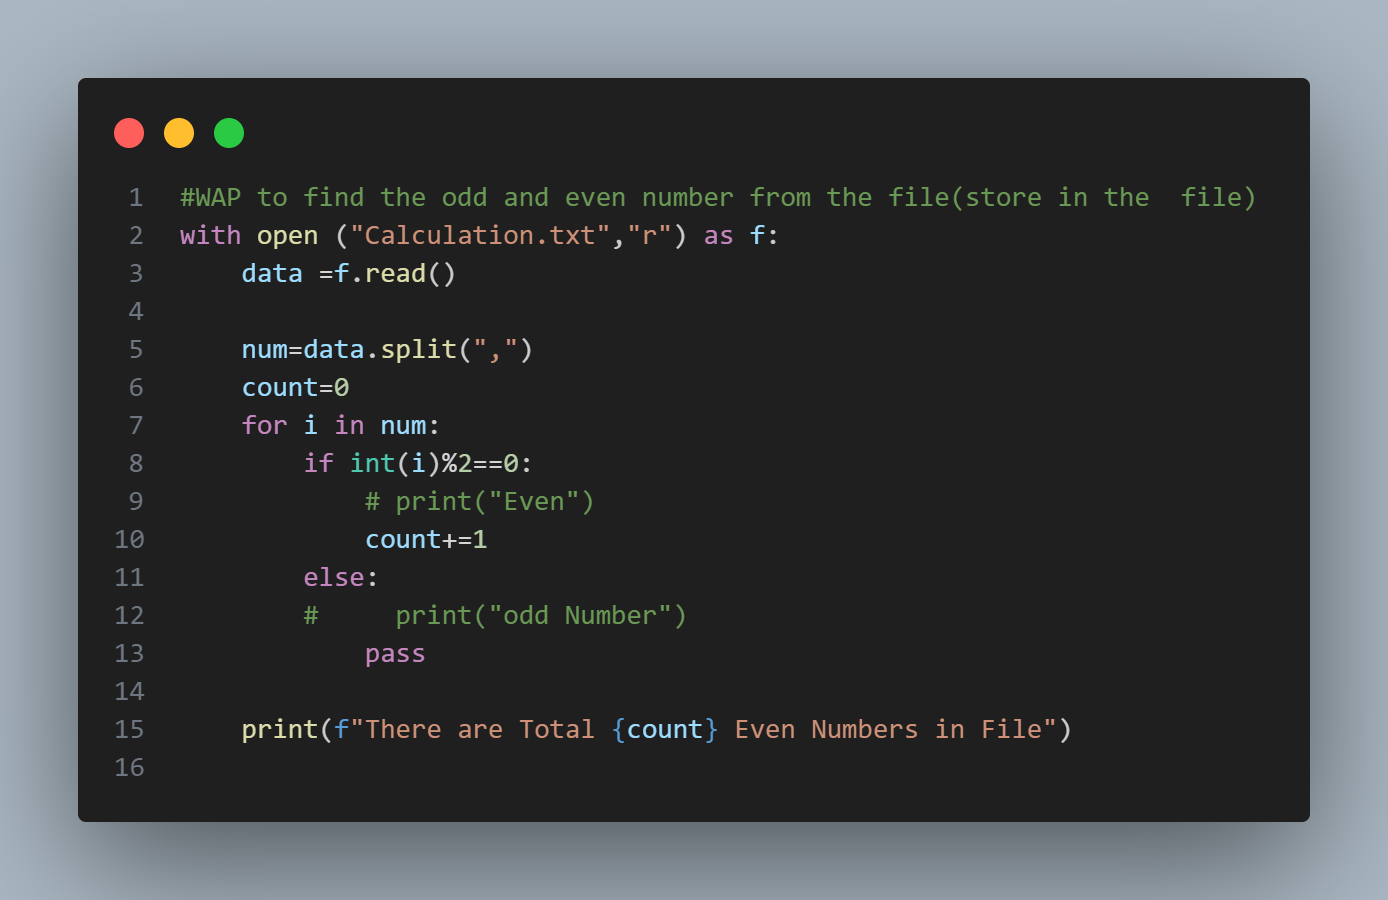 1 #WAP to find the odd and even number from the file(store in the  file)
2 with open ("Calculation.txt","r") as f:
3     data =f.read()
4
5     num=data.split(",")
6     count=0
7     for i in num:
8         if int(i)%2==0:
9             # print("Even")
10             count+=1
11         else:
12         #     print("odd Number")
13             pass
14
15     print(f"There are Total {count} Even Numbers in File")
16